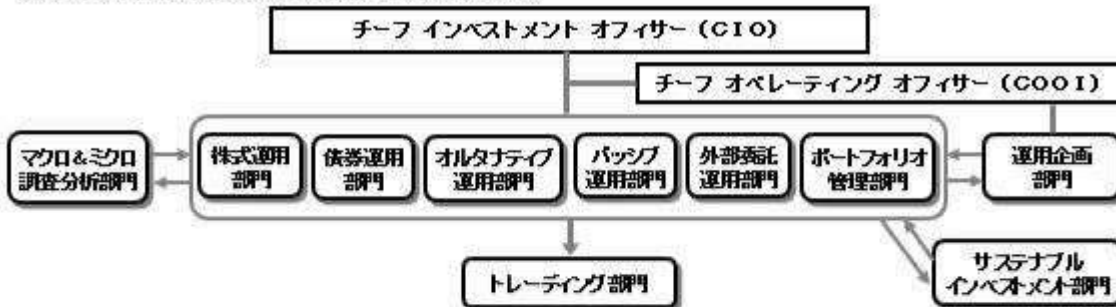 チーフ インベストメント オフィサー (CIO)
チーフ オペレーティング オフィサー (COOI)
マクロ&ミクロ
調査分析部門
株式運用
部門
債券運用
部門
オルタナティブ
運用部門
パッシブ
運用部門
外部委託
運用部門
ポートフォリオ
管理部門
運用企画
部門
トレーディング部門
サステナブル
インベストメント部門